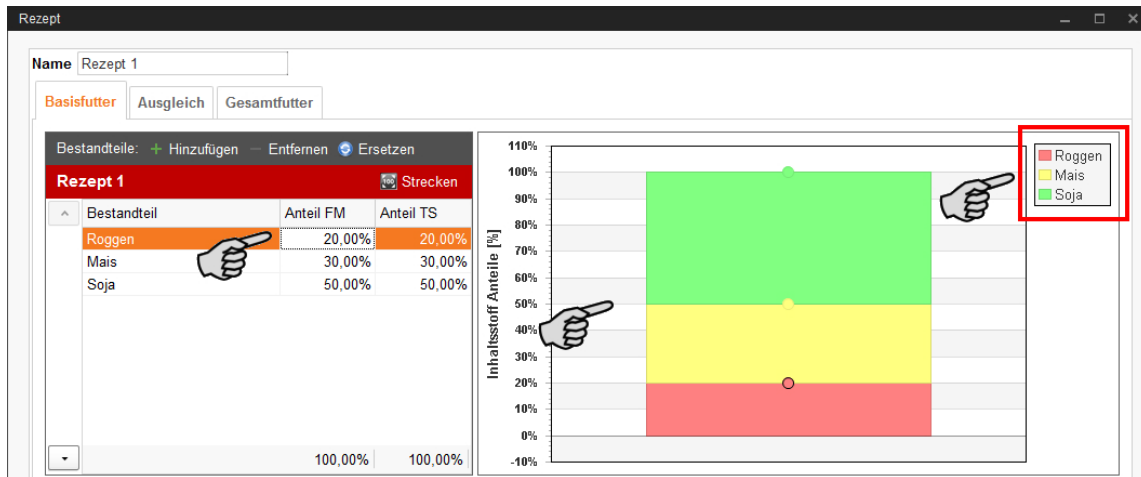 Rezept
Name Rezept 1
Basisfutter Ausgleich Gesamtfutter
Bestandteile: + Hinzufügen − Entfernen Ersetzen
Rezept 1 100 Strecken
Bestandteil Anteil FM Anteil TS
Roggen 20,00% 20,00%
Mais 30,00% 30,00%
Soja 50,00% 50,00%
100,00% 100,00%
Inhaltsstoff Anteile [%]
110%
100%
90%
80%
70%
60%
50%
40%
30%
20%
10%
0%
-10%
Roggen
Mais
Soja